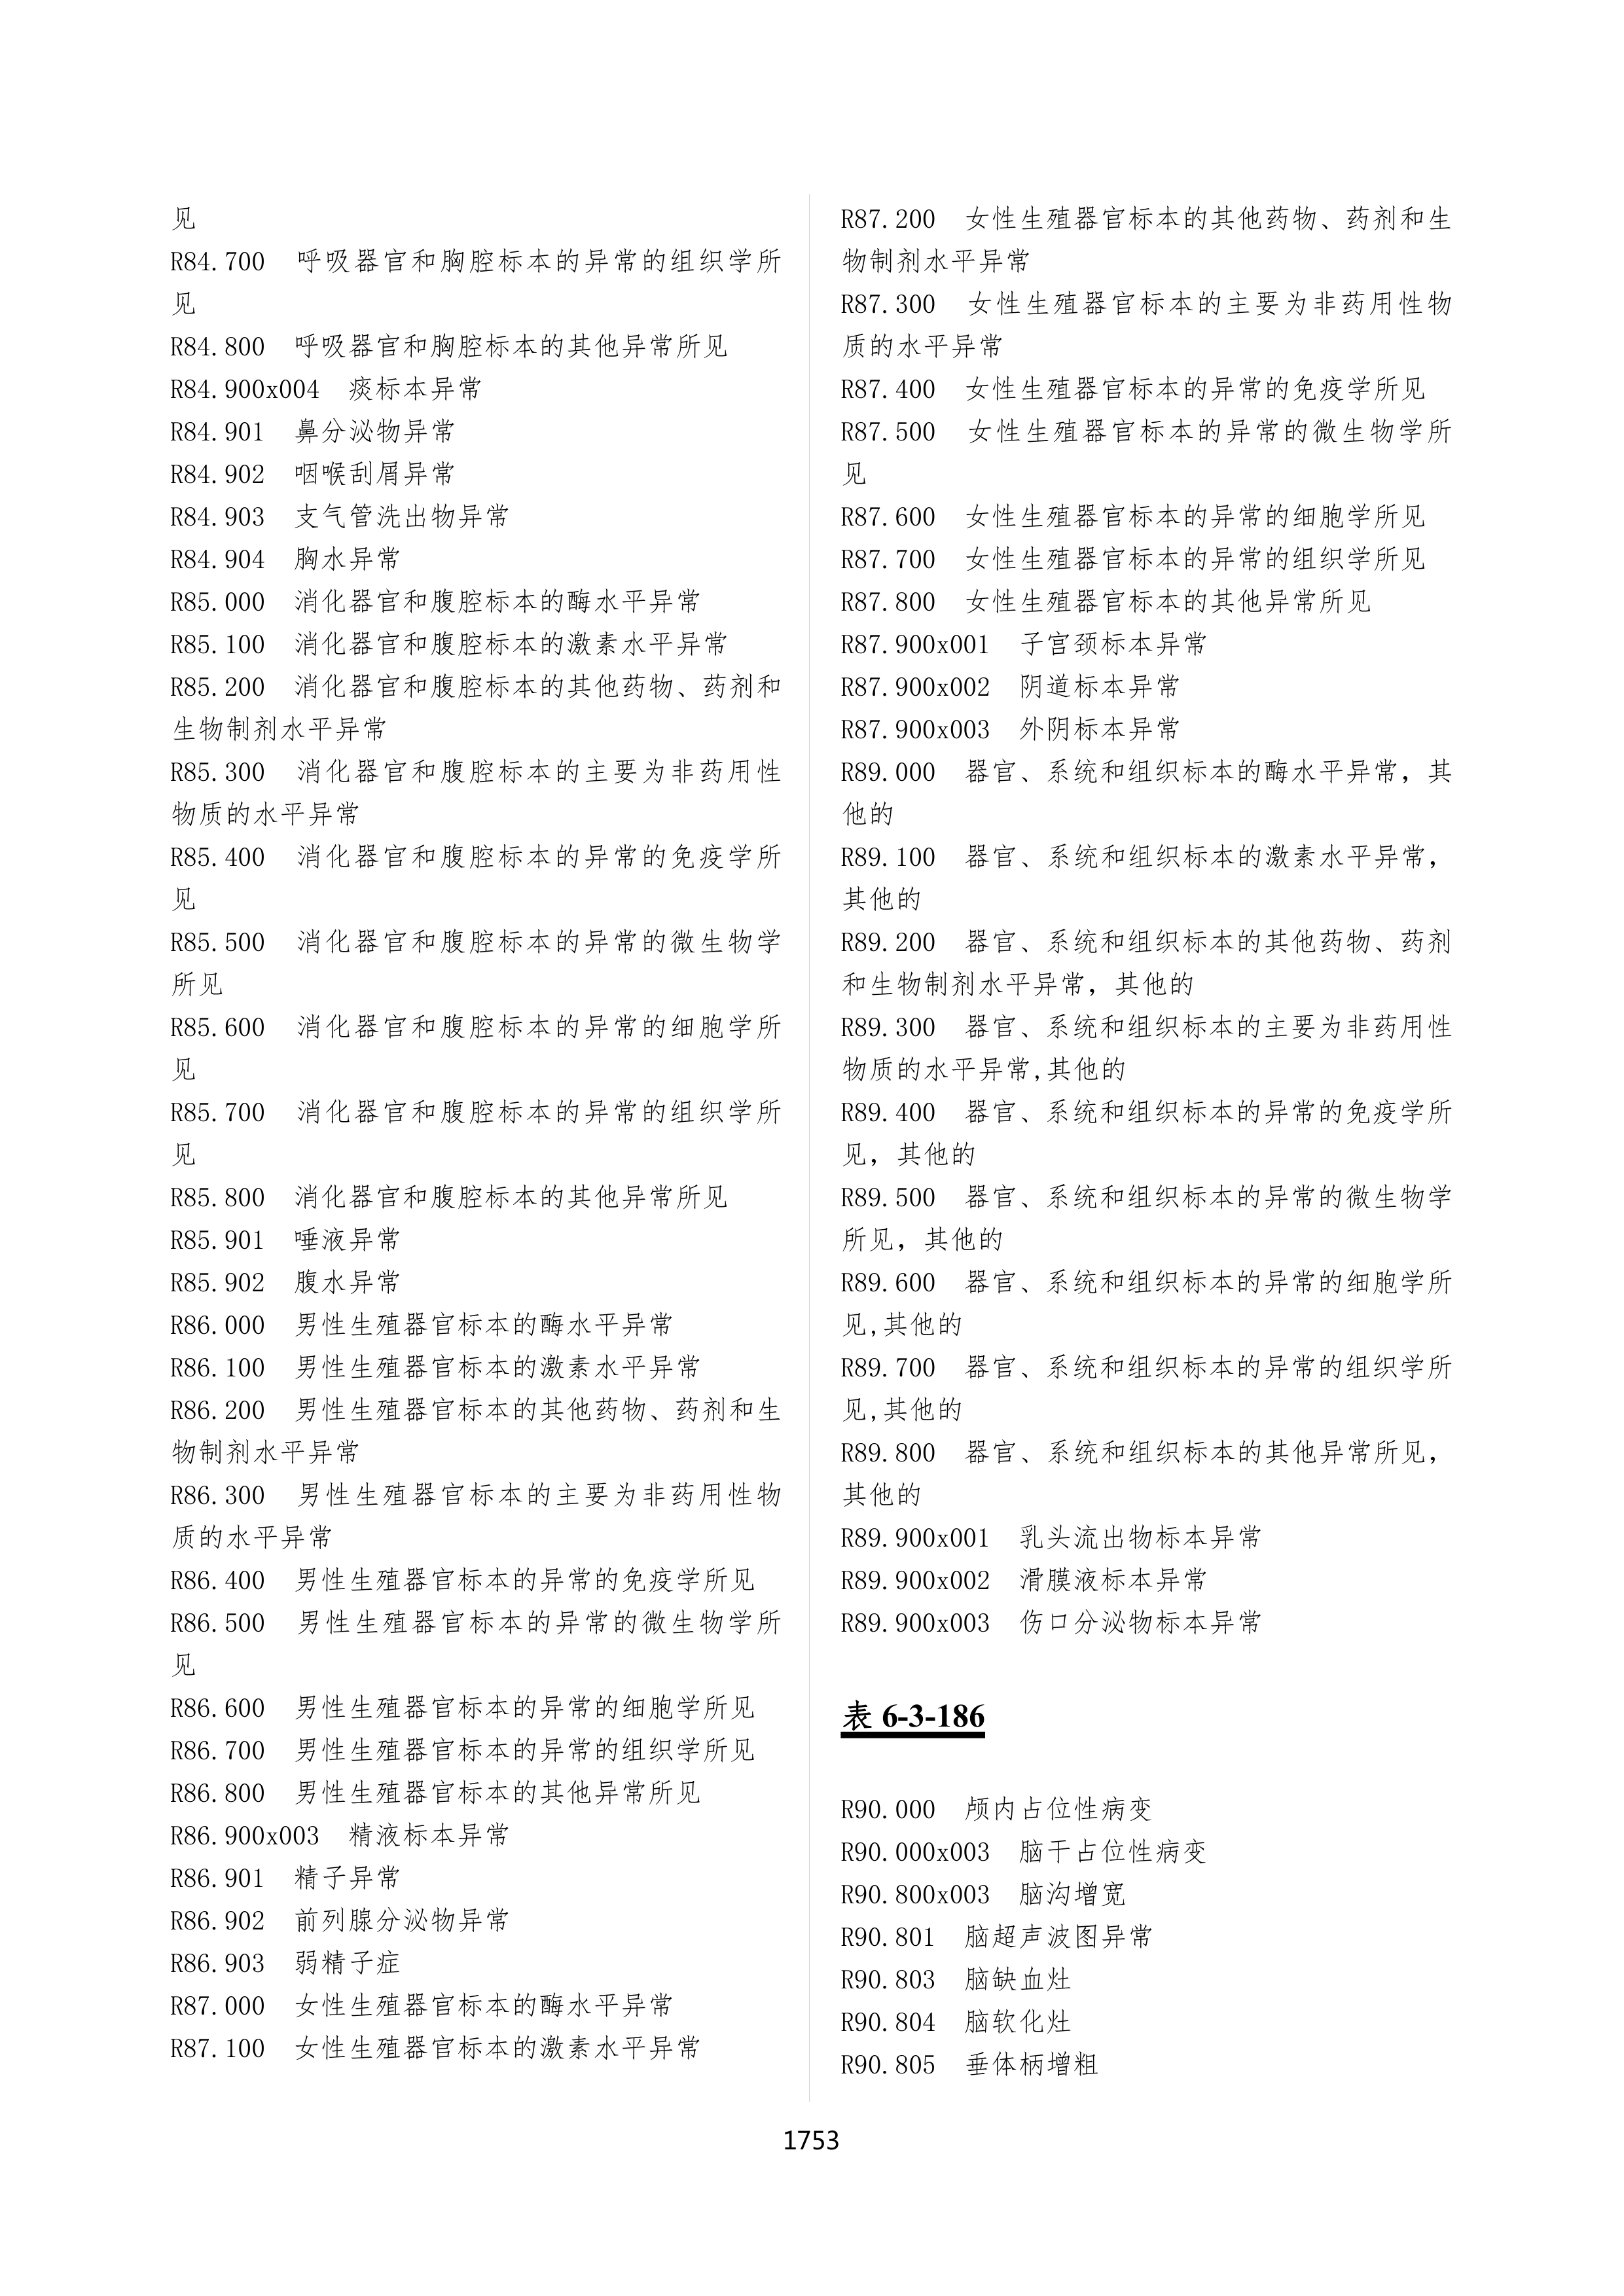 见
R84.700 呼吸器官和胸腔标本的异常的组织学所
见
R84.800 呼吸器官和胸腔标本的其他异常所见
R84.900x004 痰标本异常
R84.901 鼻分泌物异常
R84.902 咽喉刮屑异常
R84.903 支气管洗出物异常
R84.904 胸水异常
R85.000 消化器官和腹腔标本的酶水平异常
R85.100 消化器官和腹腔标本的激素水平异常
R85.200 消化器官和腹腔标本的其他药物、药剂和
生物制剂水平异常
R85.300 消化器官和腹腔标本的主要为非药用性
物质的水平异常
R85.400 消化器官和腹腔标本的异常的免疫学所
见
R85.500 消化器官和腹腔标本的异常的微生物学
所见
R85.600 消化器官和腹腔标本的异常的细胞学所
见
R85.700 消化器官和腹腔标本的异常的组织学所
见
R85.800 消化器官和腹腔标本的其他异常所见
R85.901 唾液异常
R85.902 腹水异常
R86.000 男性生殖器官标本的酶水平异常
R86.100 男性生殖器官标本的激素水平异常
R86.200 男性生殖器官标本的其他药物、药剂和生
物制剂水平异常
R86.300 男性生殖器官标本的主要为非药用性物
质的水平异常
R86.400 男性生殖器官标本的异常的免疫学所见
R86.500 男性生殖器官标本的异常的微生物学所
见
R86.600 男性生殖器官标本的异常的细胞学所见
R86.700 男性生殖器官标本的异常的组织学所见
R86.800 男性生殖器官标本的其他异常所见
R86.900x003 精液标本异常
R86.901 精子异常
R86.902 前列腺分泌物异常
R86.903 弱精子症
R87.000 女性生殖器官标本的酶水平异常
R87.100 女性生殖器官标本的激素水平异常
R87.200 女性生殖器官标本的其他药物、药剂和生
物制剂水平异常
R87.300 女性生殖器官标本的主要为非药用性物
质的水平异常
R87.400 女性生殖器官标本的异常的免疫学所见
R87.500 女性生殖器官标本的异常的微生物学所
见
R87.600 女性生殖器官标本的异常的细胞学所见
R87.700 女性生殖器官标本的异常的组织学所见
R87.800 女性生殖器官标本的其他异常所见
R87.900x001 子宫颈标本异常
R87.900x002 阴道标本异常
R87.900x003 外阴标本异常
R89.000 器官、系统和组织标本的酶水平异常，其
他的
R89.100 器官、系统和组织标本的激素水平异常，
其他的
R89.200 器官、系统和组织标本的其他药物、药剂
和生物制剂水平异常，其他的
R89.300 器官、系统和组织标本的主要为非药用性
物质的水平异常,其他的
R89.400 器官、系统和组织标本的异常的免疫学所
见，其他的
R89.500 器官、系统和组织标本的异常的微生物学
所见，其他的
R89.600 器官、系统和组织标本的异常的细胞学所
见,其他的
R89.700 器官、系统和组织标本的异常的组织学所
见,其他的
R89.800 器官、系统和组织标本的其他异常所见，
其他的
R89.900x001 乳头流出物标本异常
R89.900x002 滑膜液标本异常
R89.900x003 伤口分泌物标本异常
表 6-3-186
R90.000 颅内占位性病变
R90.000x003 脑干占位性病变
R90.800x003 脑沟增宽
R90.801 脑超声波图异常
R90.803 脑缺血灶
R90.804 脑软化灶
R90.805 垂体柄增粗
1753